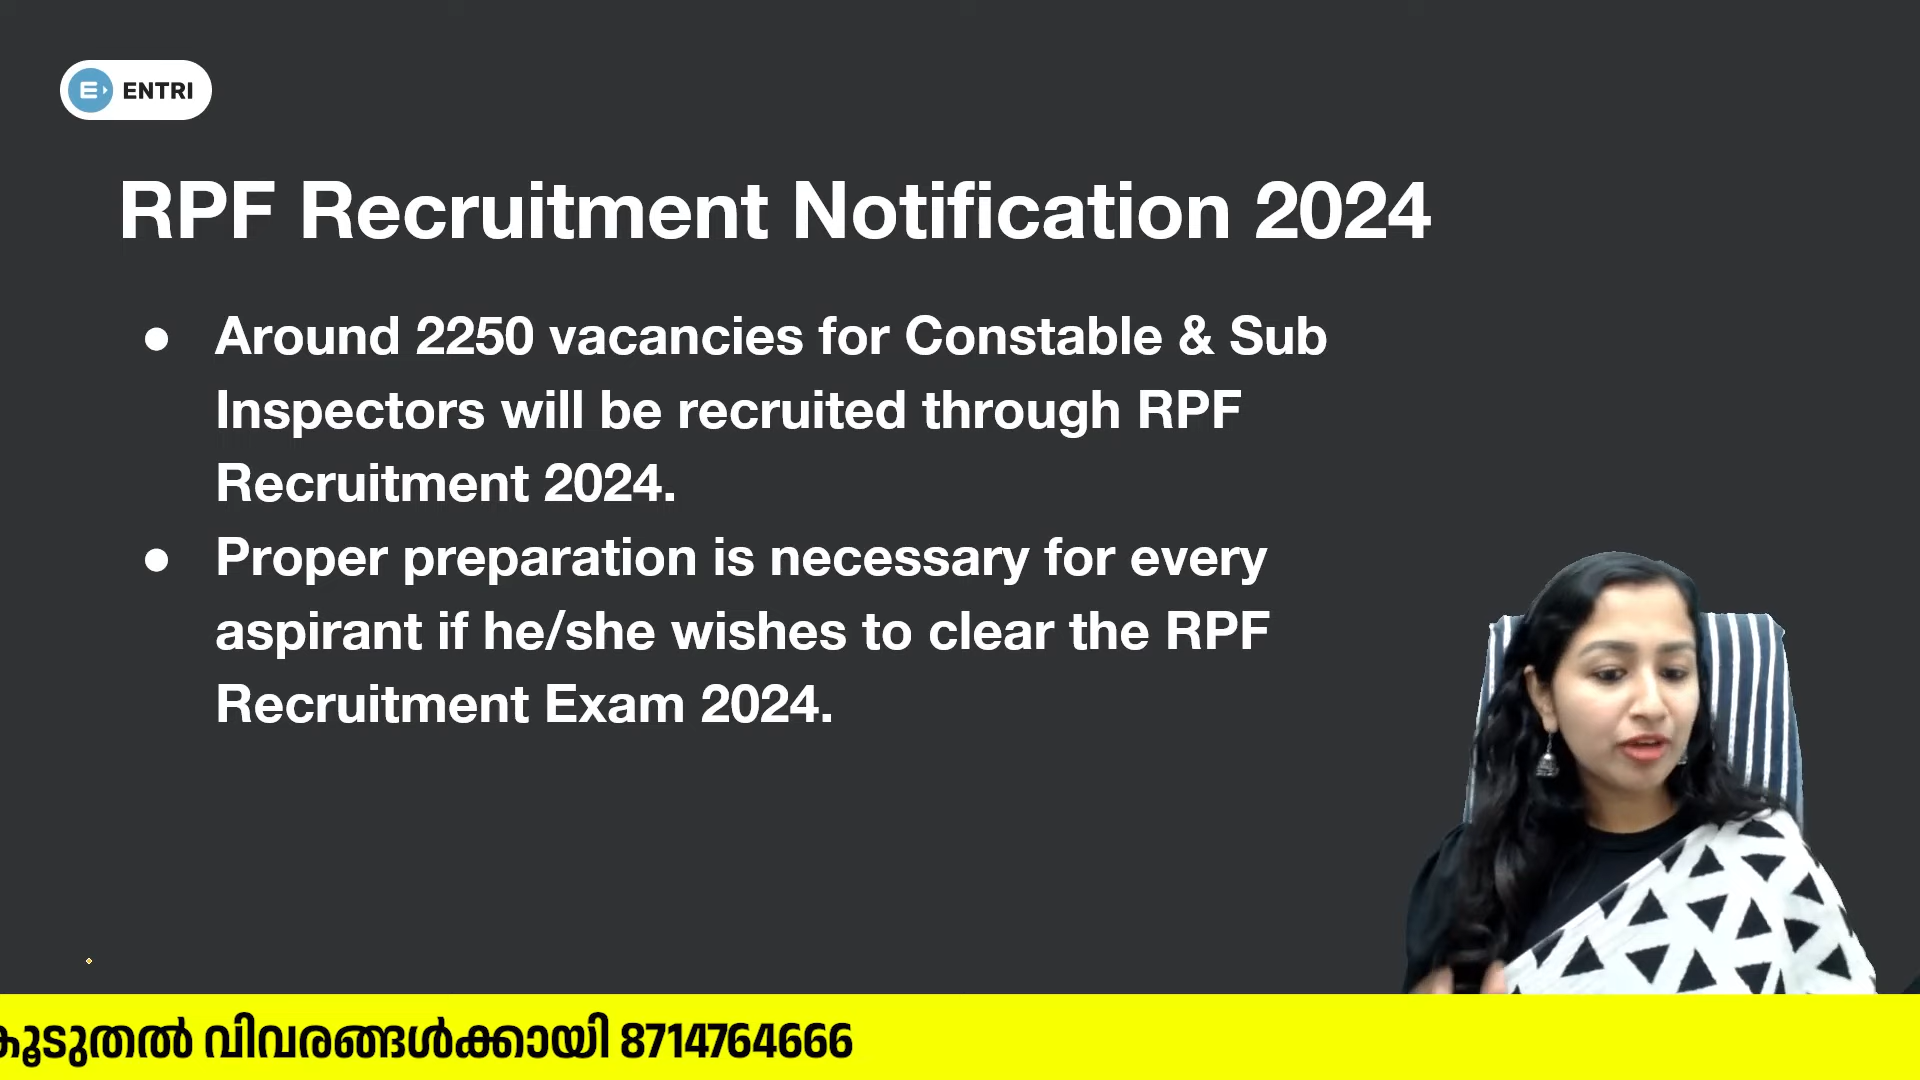 ENTRI
RPF Recruitment Notification 2024
● Around 2250 vacancies for Constable & Sub
Inspectors will be recruited through RPF
Recruitment 2024.
● Proper preparation is necessary for every
aspirant if he/she wishes to clear the RPF
Recruitment Exam 2024.
കൂടുതൽ വിവരങ്ങൾക്കായി 8714764666